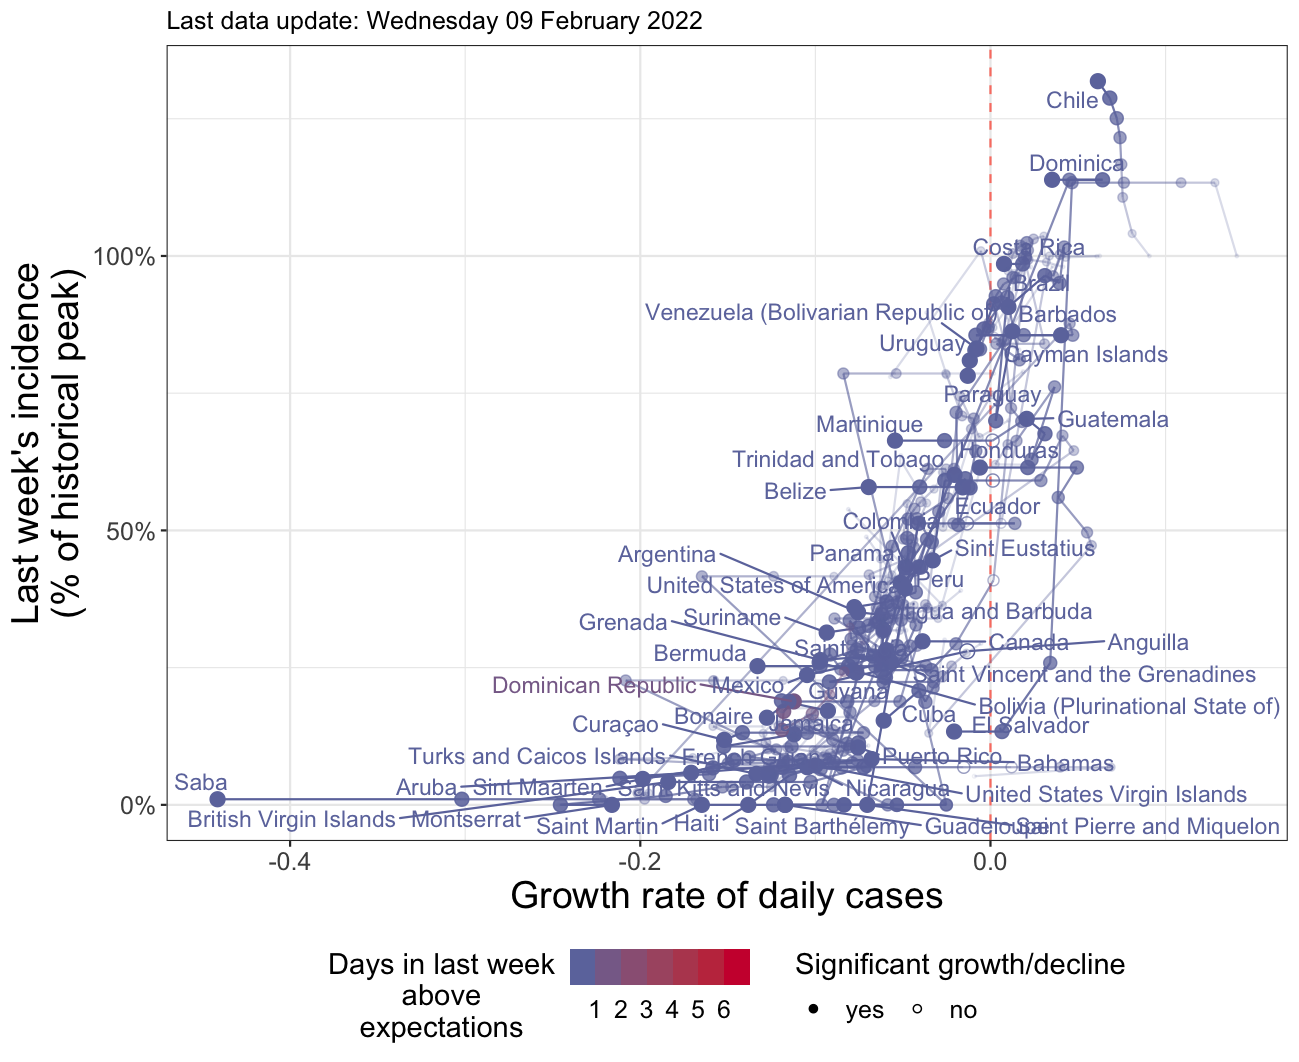 Last data update: Wednesday 09 February 2022
Last week's incidence
(% of historical peak)
100%
50%
0%
Chile
Dominica
Costa Rica
Brazil
Venezuela (Bolivarian Republic of
Barbados
Uruguay
Cayman Islands
Paraguay
Martinique
Guatemala
Honduras
Trinidad and Tobago
Belize
Ecuador
Colombia
Argentina
Panama
Sint Eustatius
United States of America
Peru
Grenada
Suriname
Antigua and Barbuda
Canada
Anguilla
Bermuda
Saint
Saint Vincent and the Grenadines
Dominican Republic
Mexico
Guyana
Bolivia (Plurinational State of)
Curaçao
Bonaire
Jamaica
Cuba
El Salvador
Turks and Caicos Islands
French Guiana
Puerto Rico
Bahamas
Saba
Aruba
Sint Maarten
Saint Kitts and Nevis
Nicaragua
United States Virgin Islands
British Virgin Islands
Montserrat
Saint Martin
Haiti
Saint Barthélemy
Guadeloupe
Saint Pierre and Miquelon
-0.4
-0.2
0.0
Growth rate of daily cases
Days in last week
above
expectations
1 2 3 4 5 6
Significant growth/decline
yes
no